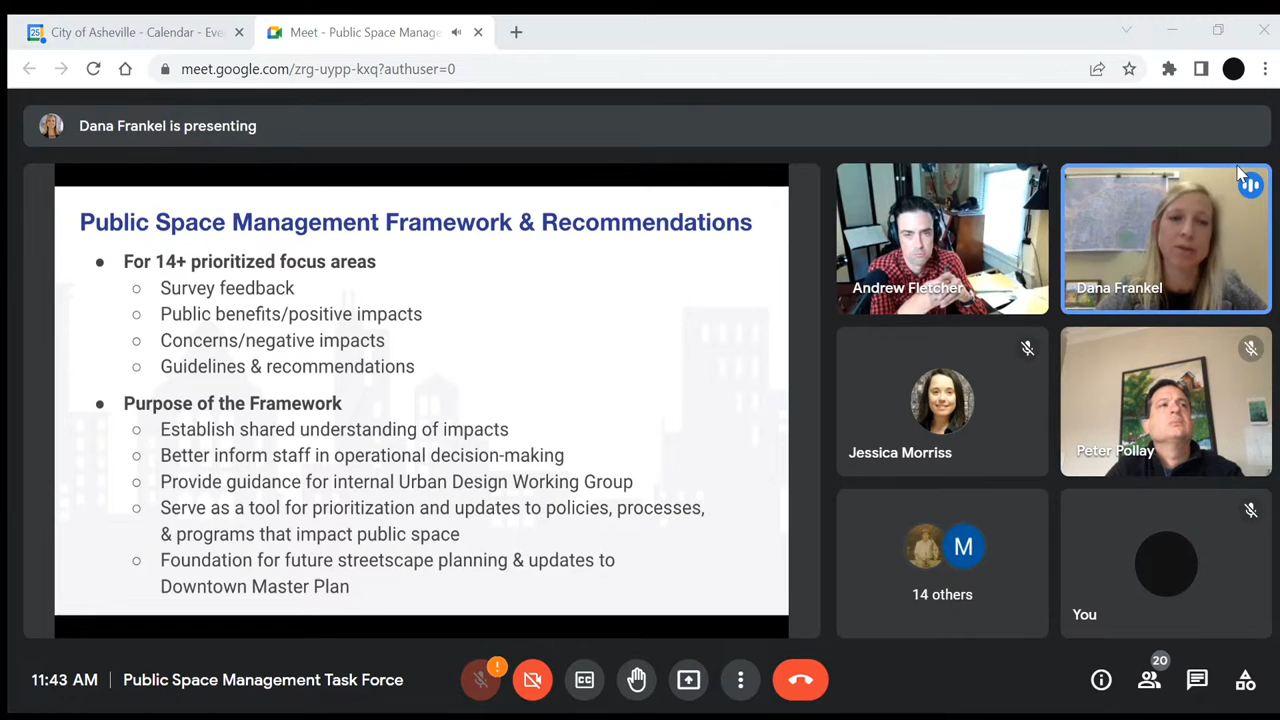 City of Asheville - Calendar - Eve
Meet - Public Space Manage
meet.google.com/zrg-uypp-kxq?authuser=0
Dana Frankel is presenting
Public Space Management Framework & Recommendations
● For 14+ prioritized focus areas
○ Survey feedback
○ Public benefits/positive impacts
○ Concerns/negative impacts
○ Guidelines & recommendations
● Purpose of the Framework
○ Establish shared understanding of impacts
○ Better inform staff in operational decision-making
○ Provide guidance for internal Urban Design Working Group
○ Serve as a tool for prioritization and updates to policies, processes,
& programs that impact public space
○ Foundation for future streetscape planning & updates to
Downtown Master Plan
Andrew Fletcher
Dana Frankel
Jessica Morriss
Peter Pollay
M
14 others
You
11:43 AM | Public Space Management Task Force
20